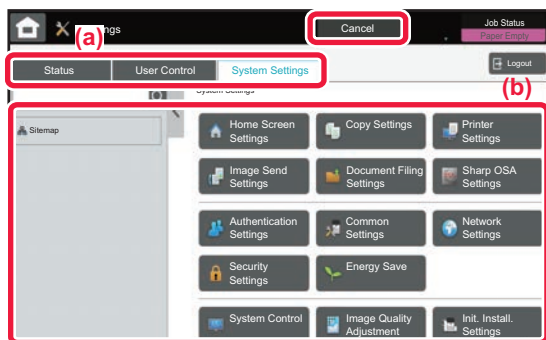 ngs
Cancel
Job Status
Paper Empty
(a)
Status
User Control
System Settings
Logout
(b)
System Settings
Sitemap
Home Screen
Settings
Copy Settings
Printer
Settings
Image Send
Settings
Document Filing
Settings
Sharp OSA
Settings
Authentication
Settings
Common
Settings
Network
Settings
Security
Settings
Energy Save
System Control
Image Quality
Adjustment
Init. Install.
Settings